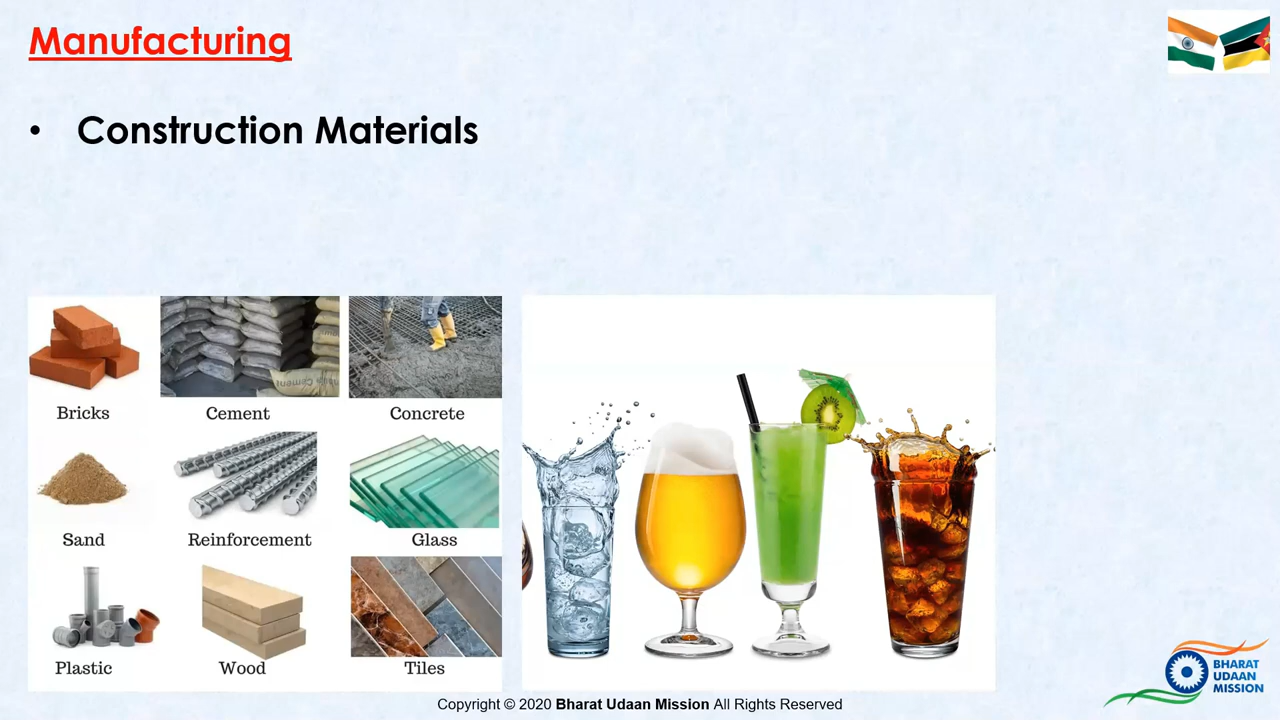 Manufacturing
• Construction Materials
Bricks
Cement
Concrete
Sand
Reinforcement
Glass
Plastic
Wood
Tiles
BHARAT
UDAAN
MISSION
Copyright © 2020 Bharat Udaan Mission All Rights Reserved